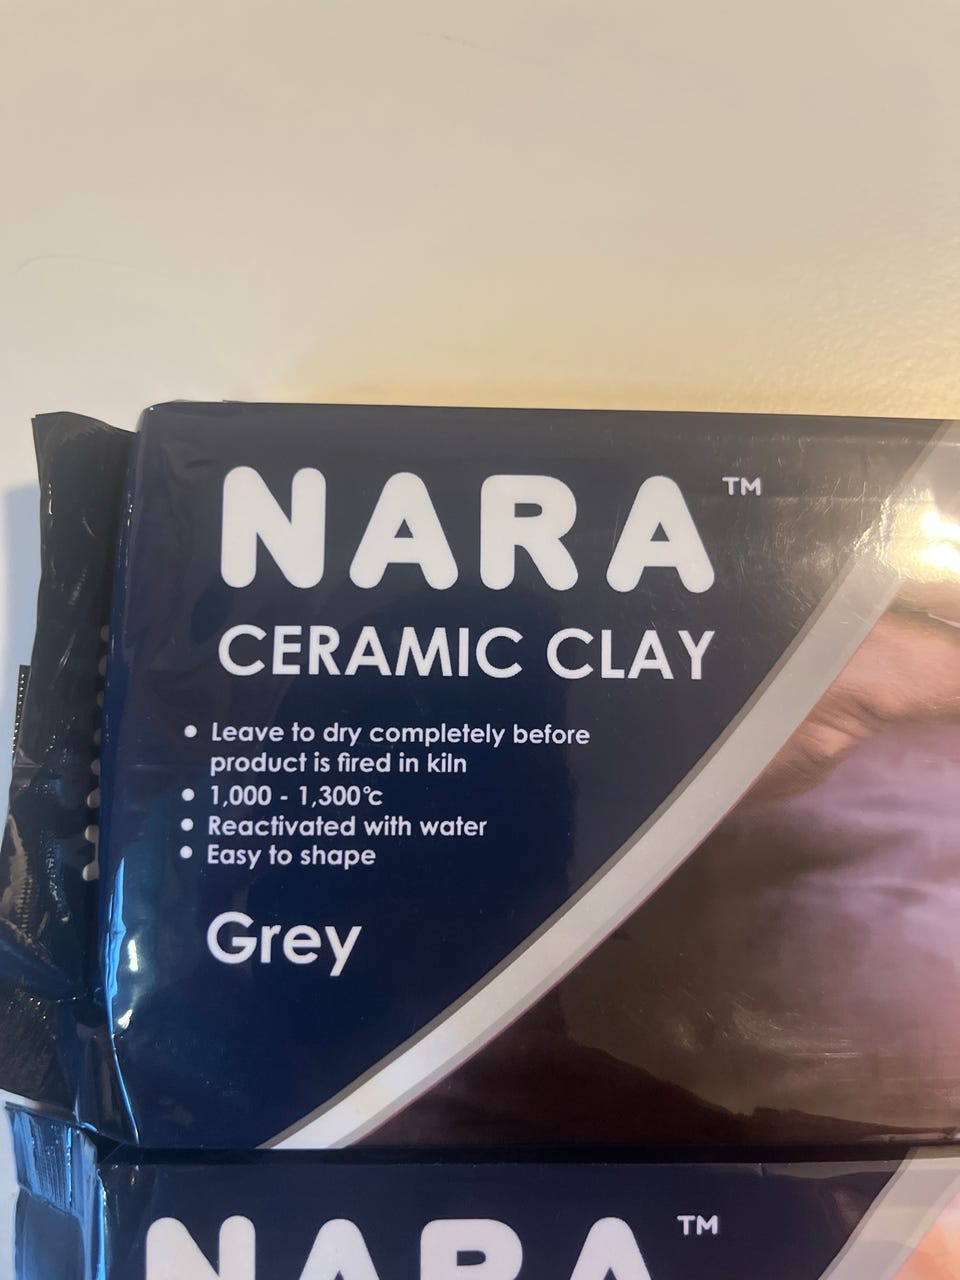 NARA™
CERAMIC CLAY
• Leave to dry completely before
product is fired in kiln
• 1,000 - 1,300°c
• Reactivated with water
• Easy to shape
Grey
NARA™